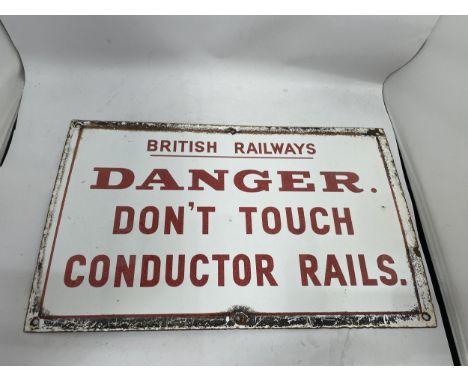 BRITISH RAILWAYS
DANGER.
DON'T TOUCH
CONDUCTOR RAILS.